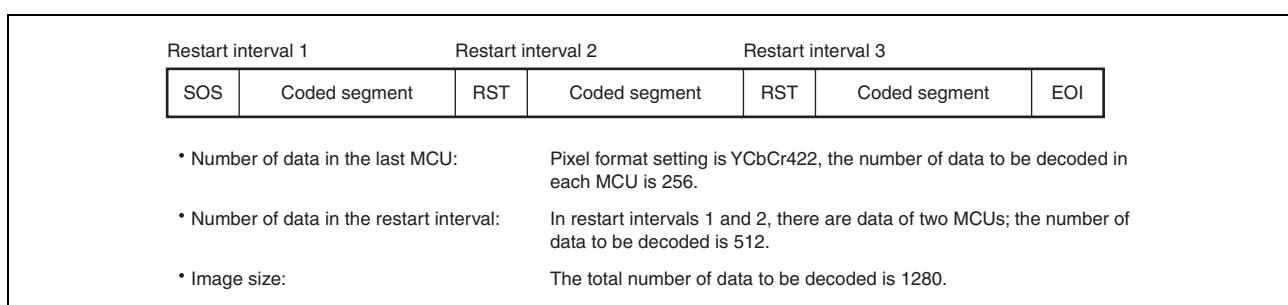 Restart interval 1 Restart interval 2 Restart interval 3
SOS Coded segment RST Coded segment RST Coded segment EOI
• Number of data in the last MCU: Pixel format setting is YCbCr422, the number of data to be decoded in
each MCU is 256.
• Number of data in the restart interval: In restart intervals 1 and 2, there are data of two MCUs; the number of
data to be decoded is 512.
• Image size: The total number of data to be decoded is 1280.